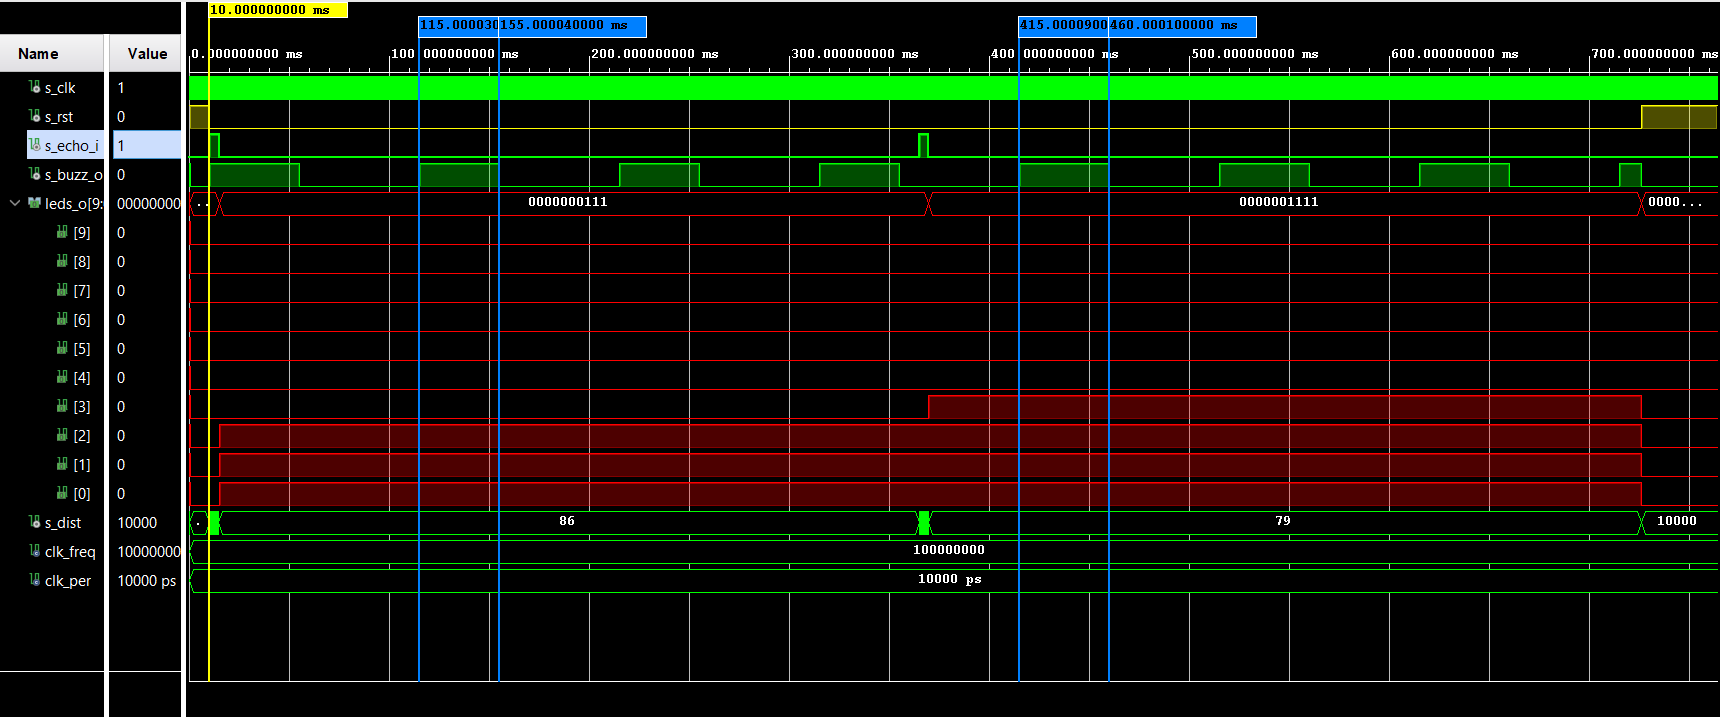 10.000000000 ms
115.0000030 155.000040000 ms 415.0000900 460.000100000 ms
Name Value 0.000000000 ms 100.000000000 ms 200.000000000 ms 300.000000000 ms 400.000000000 ms 500.000000000 ms 600.000000000 ms 700.000000000 ms
s_clk 1
s_rst 0
s_echo_i 1
s_buzz_o 0
leds_o[9: 00000000 .. 0000000111 0000001111 0000...
[9] 0
[8] 0
[7] 0
[6] 0
[5] 0
[4] 0
[3] 0
[2] 0
[1] 0
[0] 0
s_dist 10000 . 86 79 10000
clk_freq 10000000 100000000
clk_per 10000 ps 10000 ps